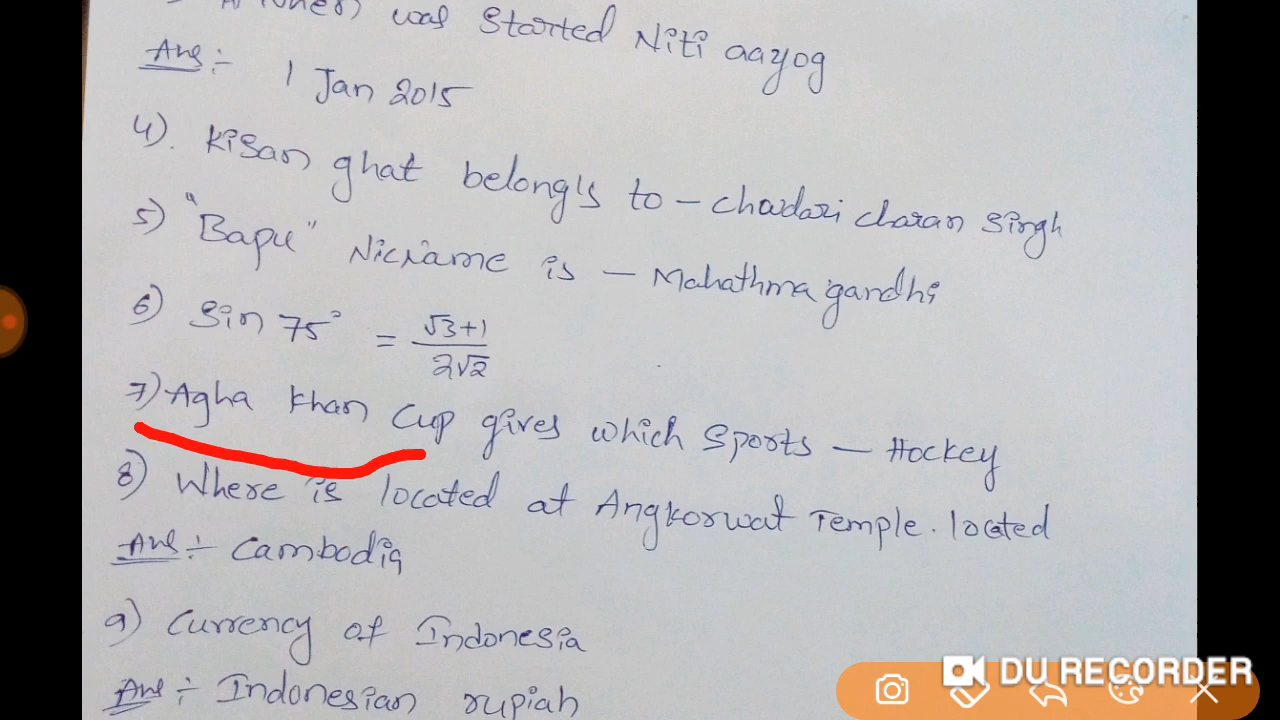 was Started Niti aayog
Ans:- 1 Jan 2015
4). Kisan ghat belong's to - chowdari charan Singh
5) "Bapu" Nicname is - Mahathma gandhi
6) Sin 75° = √3+1 / 2√2
7) Agha Khan Cup gives which Sports - Hockey
8) Where is located at Angkorwat Temple. located
Ans:- Cambodia
9) Currency of Indonesia
Ans:- Indonesian rupiah
DU RECORDER